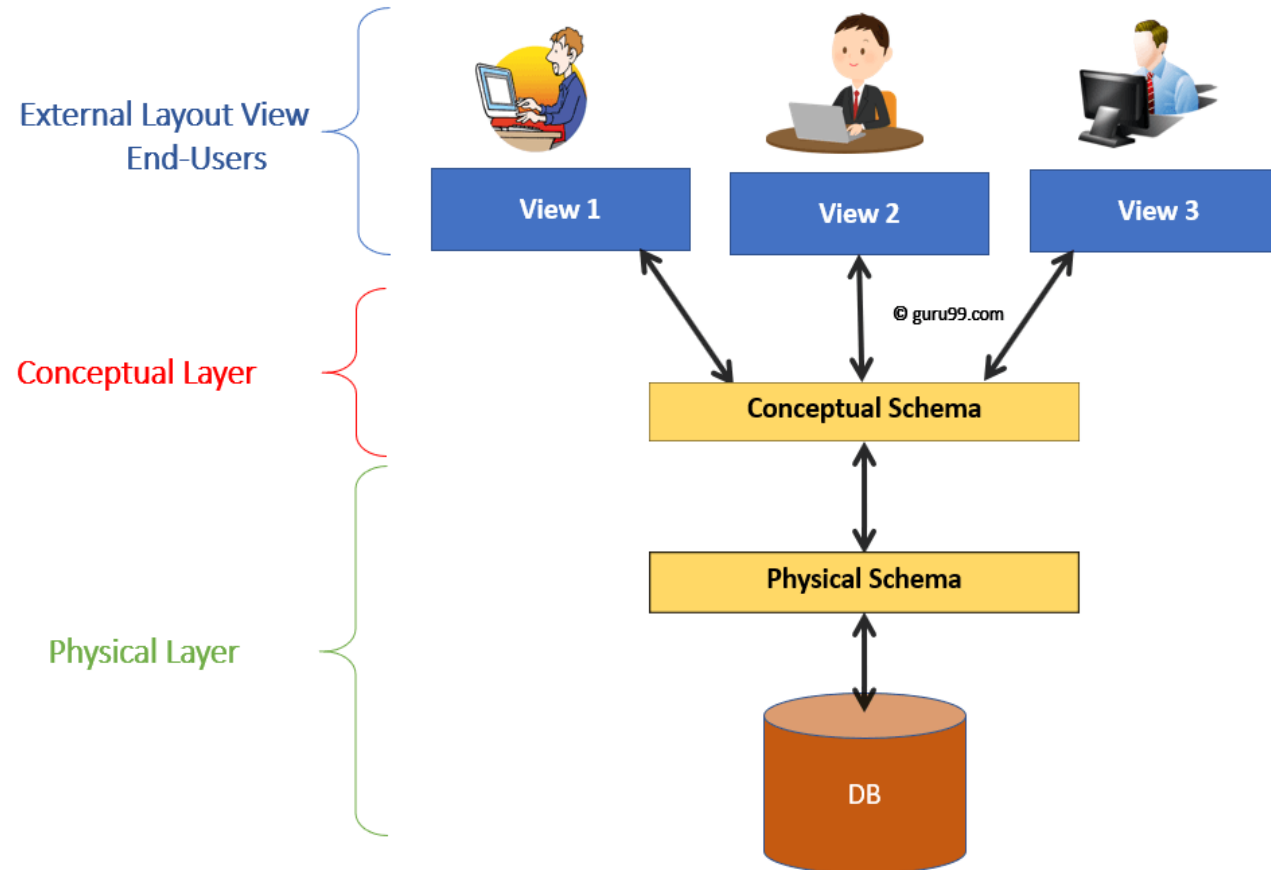 External Layout View
End-Users
View 1
View 2
View 3
© guru99.com
Conceptual Layer
Conceptual Schema
Physical Schema
Physical Layer
DB